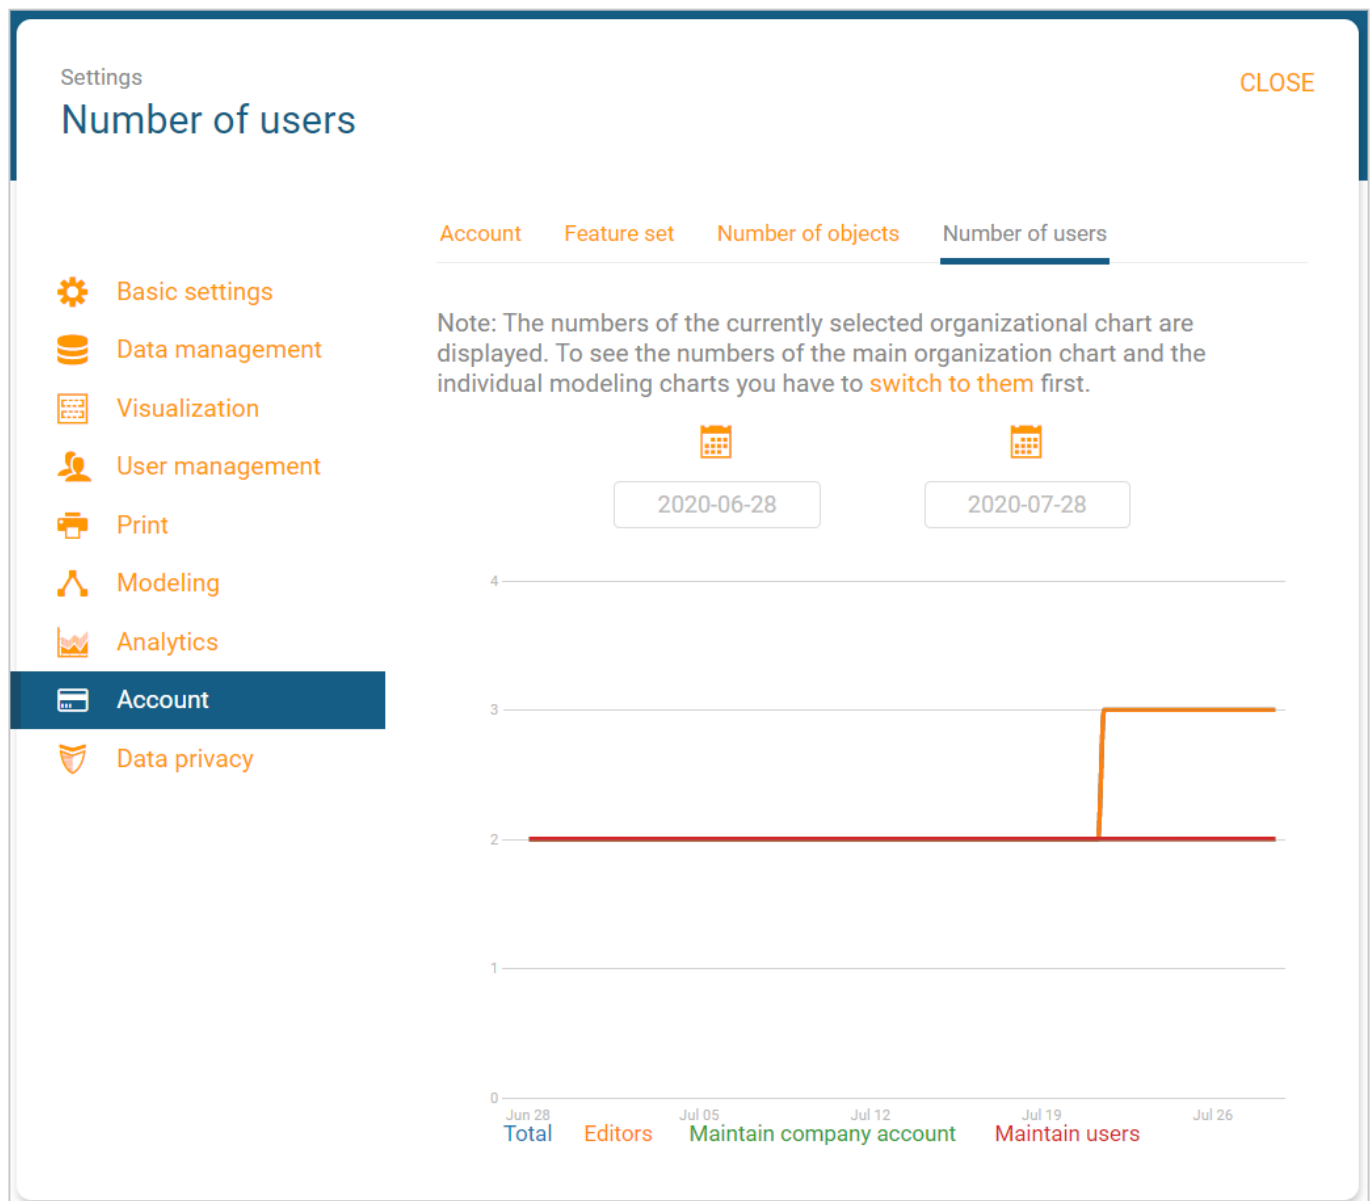 Settings
CLOSE
Number of users
Account Feature set Number of objects Number of users
Basic settings
Data management
Visualization
User management
Print
Modeling
Analytics
Account
Data privacy
Note: The numbers of the currently selected organizational chart are
displayed. To see the numbers of the main organization chart and the
individual modeling charts you have to switch to them first.
2020-06-28 2020-07-28
4
3
2
1
0
Jun 28 Jul 05 Jul 12 Jul 19 Jul 26
Total Editors Maintain company account Maintain users